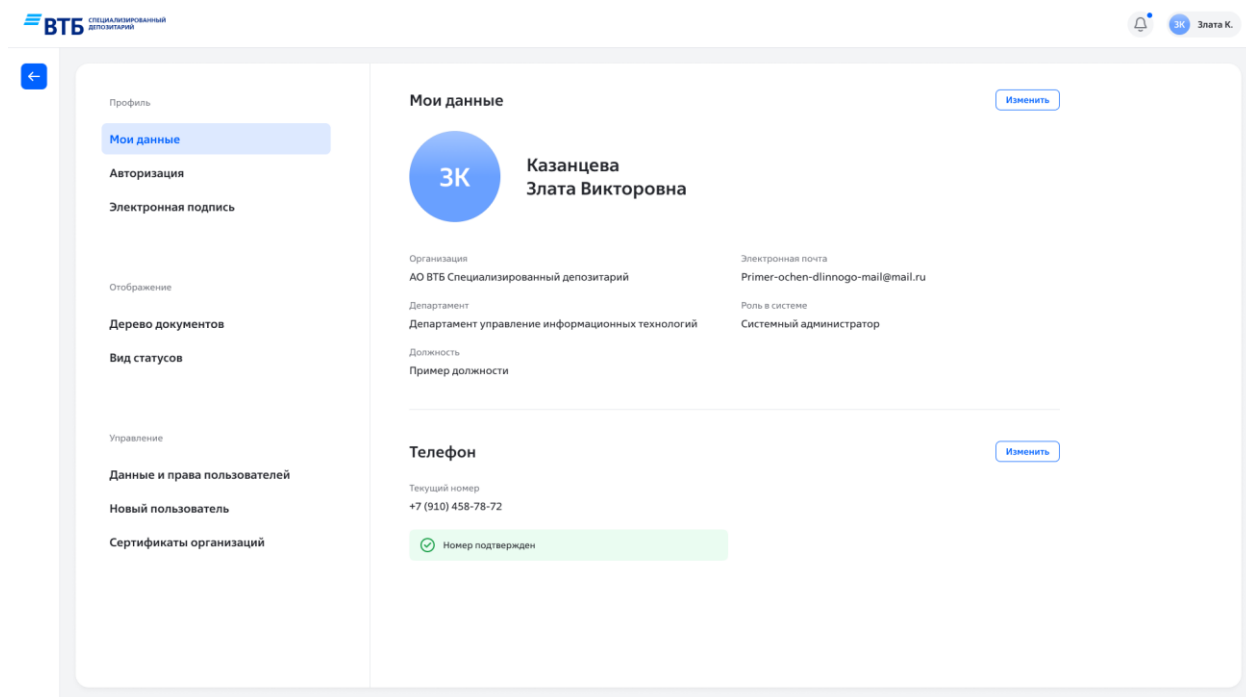 ВТБ СПЕЦИАЛИЗИРОВАННЫЙ
ДЕПОЗИТАРИЙ
ЗК Злата К.
Профиль
Мои данные
Авторизация
Электронная подпись
Отображение
Дерево документов
Вид статусов
Управление
Данные и права пользователей
Новый пользователь
Сертификаты организаций
Мои данные
Изменить
ЗК
Казанцева
Злата Викторовна
Организация
АО ВТБ Специализированный депозитарий
Электронная почта
Primer-ochen-dlinnogo-mail@mail.ru
Департамент
Департамент управление информационных технологий
Роль в системе
Системный администратор
Должность
Пример должности
Телефон
Изменить
Текущий номер
+7 (910) 458-78-72
Номер подтвержден